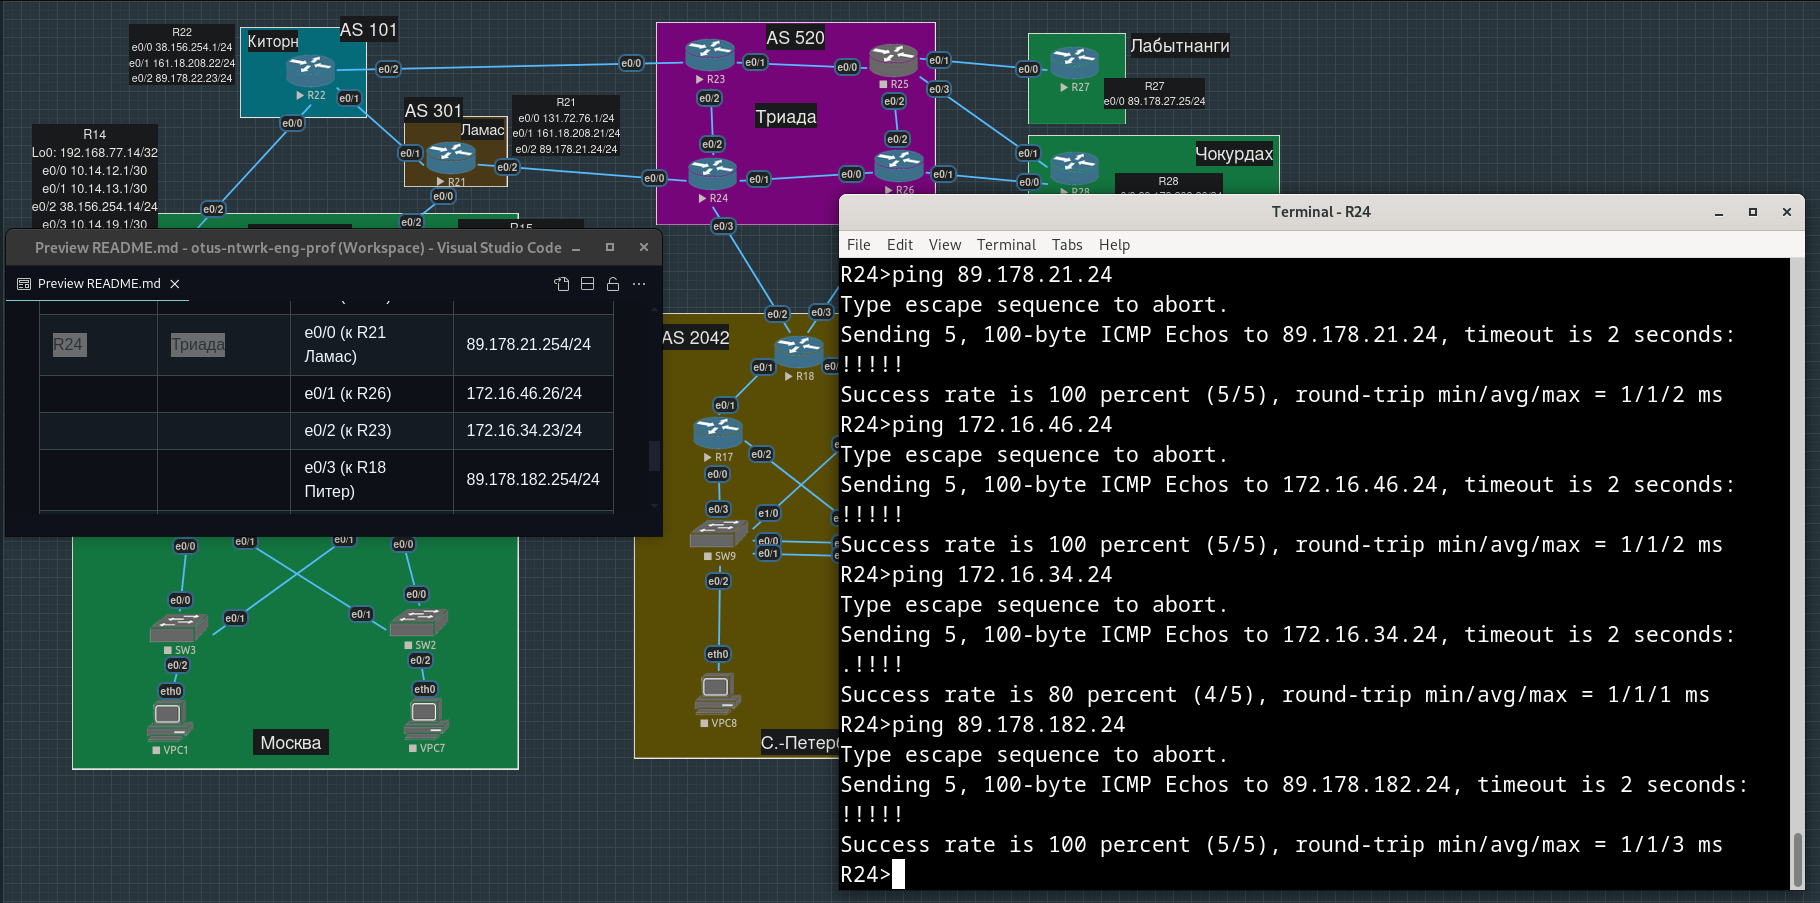 R22
e0/0 38.156.254.1/24
e0/1 161.18.208.22/24
e0/2 89.178.22.23/24
Киторн
AS 101
e0/2
R22
e0/1
e0/0
AS 301
Ламас
e0/1
R21
e0/2
e0/0
R21
e0/0 131.72.76.1/24
e0/1 161.18.208.21/24
e0/2 89.178.21.24/24
R14
Lo0: 192.168.77.14/32
e0/0 10.14.12.1/30
e0/1 10.14.13.1/30
e0/2 38.156.254.14/24
e0/3 10.14.19.1/30
e0/2
e0/2
R15
AS 520
e0/0
R23
e0/1
e0/0
R25
e0/1
e0/3
e0/2
e0/2
Триада
e0/2
e0/2
e0/0
R24
e0/1
e0/0
R26
e0/1
e0/3
Лабытнанги
e0/0
R27
R27
e0/0 89.178.27.25/24
Чокурдах
e0/1
e0/0
R28
R28
Preview README.md - otus-ntwrk-eng-prof (Workspace) - Visual Studio Code
Preview README.md
R24 Триада e0/0 (к R21 Ламас) 89.178.21.254/24
e0/1 (к R26) 172.16.46.26/24
e0/2 (к R23) 172.16.34.23/24
e0/3 (к R18 Питер) 89.178.182.254/24
e0/0
e0/1
e0/1
e0/0
e0/0
e0/1
e0/1
e0/0
SW3
SW2
e0/2
e0/2
eth0
eth0
VPC1
VPC7
Москва
AS 2042
e0/2
e0/3
e0/1
R18
e0/1
R17
e0/2
e0/0
e0/3
e1/0
e0/0
e0/1
SW9
e0/2
eth0
VPC8
С.-Петерб
Terminal - R24
File Edit View Terminal Tabs Help
R24>ping 89.178.21.24
Type escape sequence to abort.
Sending 5, 100-byte ICMP Echos to 89.178.21.24, timeout is 2 seconds:
!!!!!
Success rate is 100 percent (5/5), round-trip min/avg/max = 1/1/2 ms
R24>ping 172.16.46.24
Type escape sequence to abort.
Sending 5, 100-byte ICMP Echos to 172.16.46.24, timeout is 2 seconds:
!!!!!
Success rate is 100 percent (5/5), round-trip min/avg/max = 1/1/2 ms
R24>ping 172.16.34.24
Type escape sequence to abort.
Sending 5, 100-byte ICMP Echos to 172.16.34.24, timeout is 2 seconds:
.!!!!
Success rate is 80 percent (4/5), round-trip min/avg/max = 1/1/1 ms
R24>ping 89.178.182.24
Type escape sequence to abort.
Sending 5, 100-byte ICMP Echos to 89.178.182.24, timeout is 2 seconds:
!!!!!
Success rate is 100 percent (5/5), round-trip min/avg/max = 1/1/3 ms
R24>